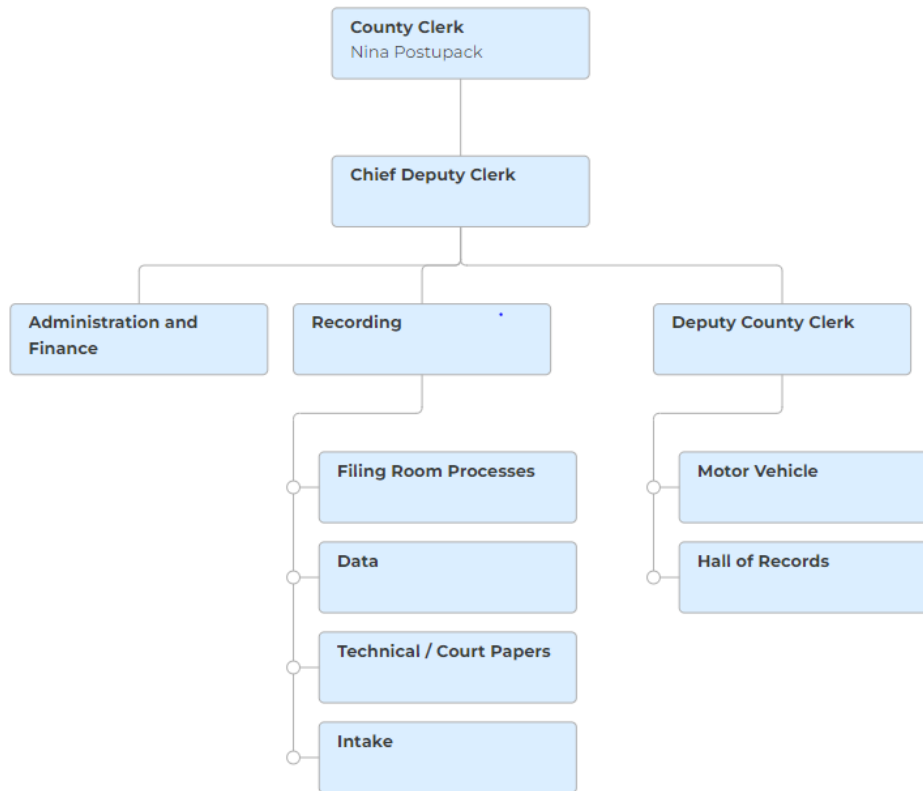 County Clerk
Nina Postupack
Chief Deputy Clerk
Administration and
Finance
Recording
Deputy County Clerk
Filing Room Processes
Motor Vehicle
Data
Hall of Records
Technical / Court Papers
Intake